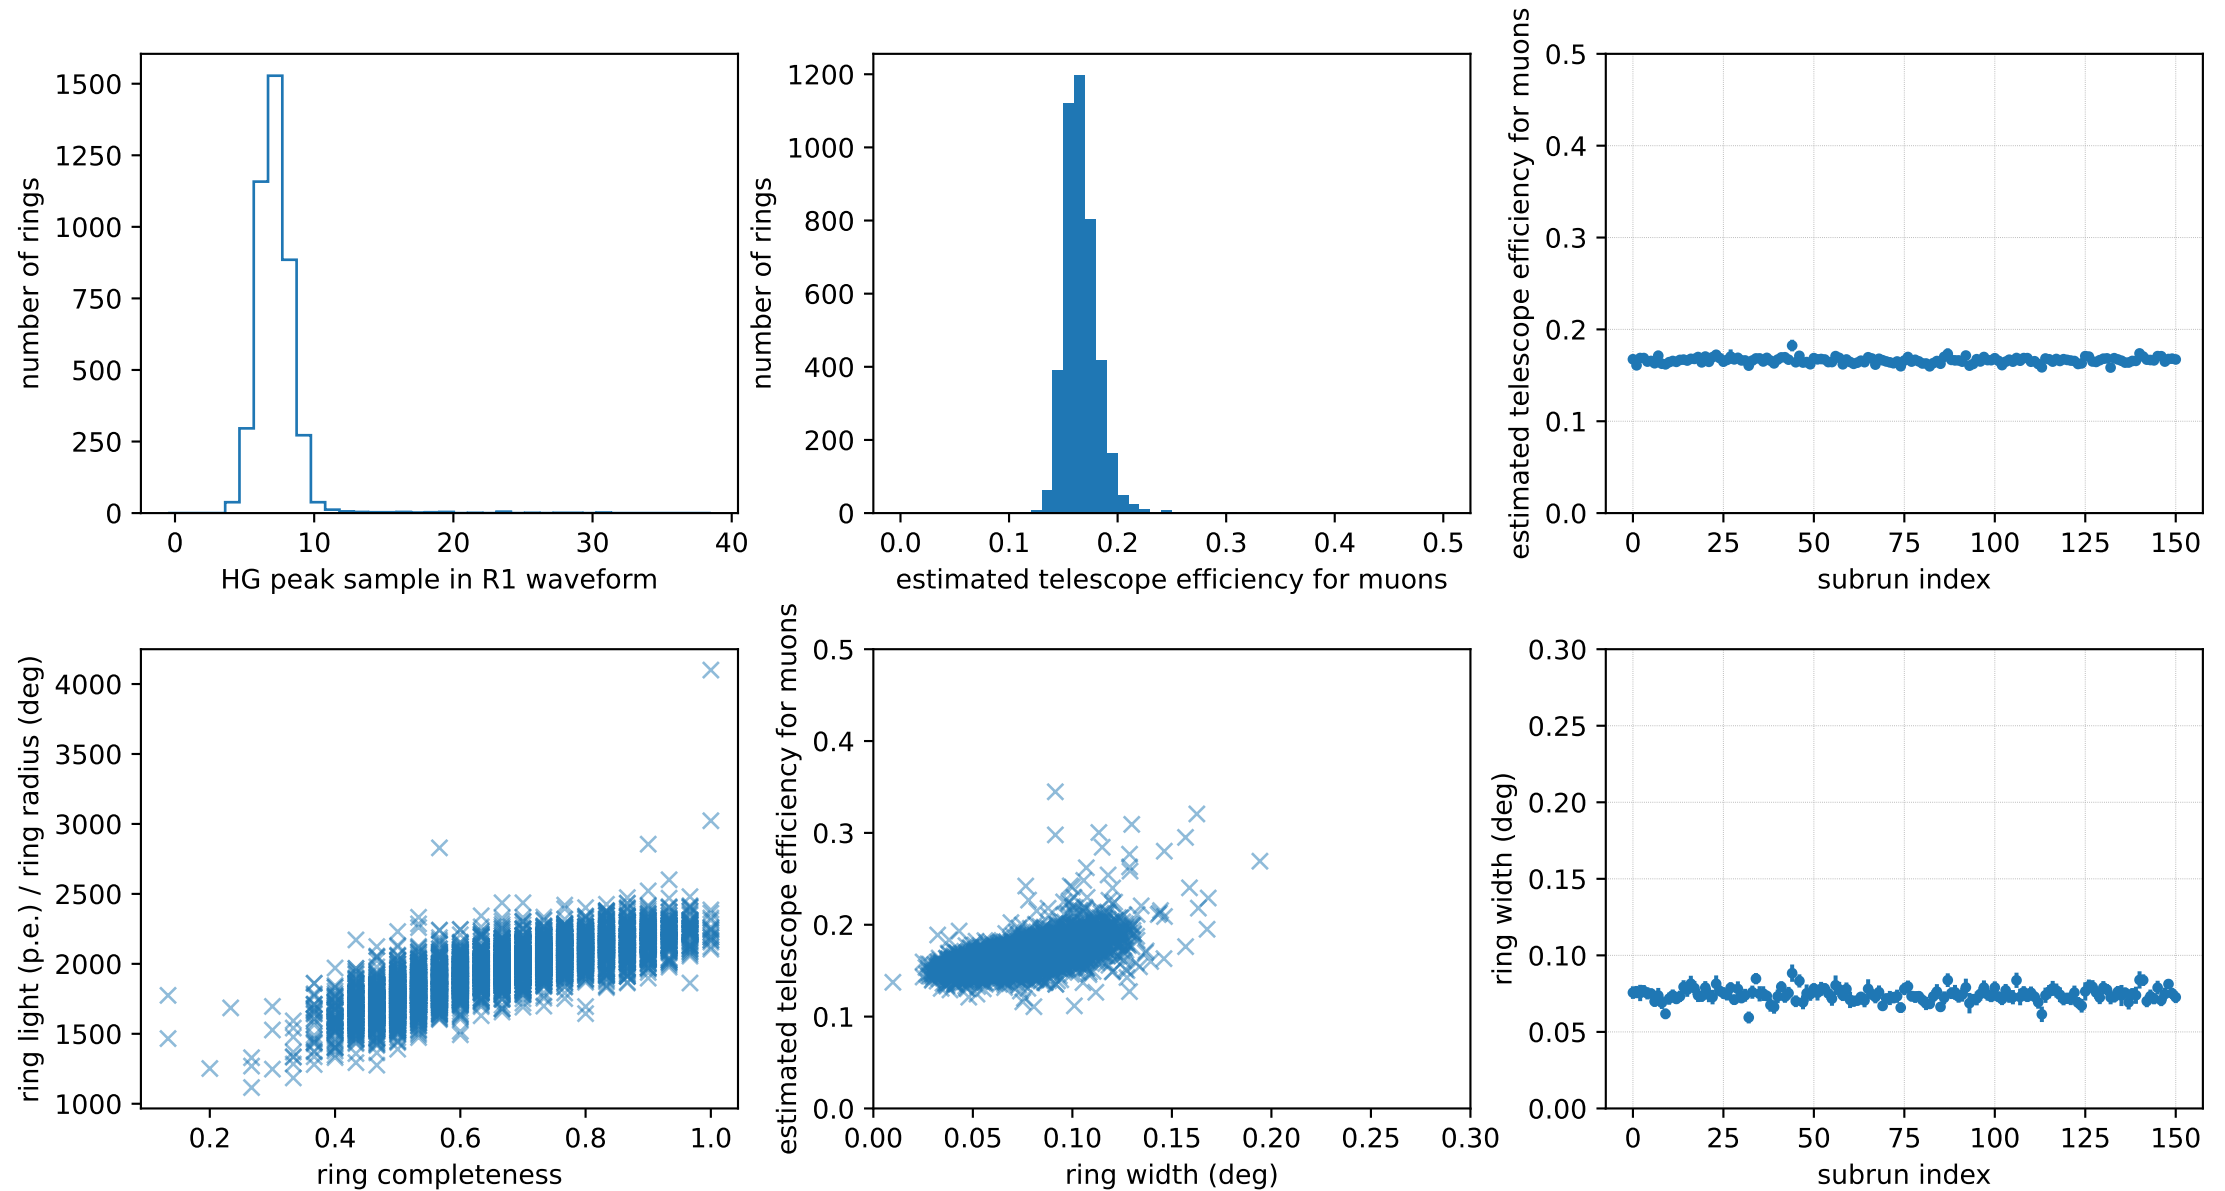 number of rings
1500
1250
1000
750
500
250
0
0 10 20 30 40
HG peak sample in R1 waveform
number of rings
1200
1000
800
600
400
200
0
0.0 0.1 0.2 0.3 0.4 0.5
estimated telescope efficiency for muons
estimated telescope efficiency for muons
0.5
0.4
0.3
0.2
0.1
0.0
0 25 50 75 100 125 150
subrun index
ring light (p.e.) / ring radius (deg)
4000
3500
3000
2500
2000
1500
1000
0.2 0.4 0.6 0.8 1.0
ring completeness
estimated telescope efficiency for muons
0.5
0.4
0.3
0.2
0.1
0.0
0.00 0.05 0.10 0.15 0.20 0.25 0.30
ring width (deg)
ring width (deg)
0.30
0.25
0.20
0.15
0.10
0.05
0.00
0 25 50 75 100 125 150
subrun index